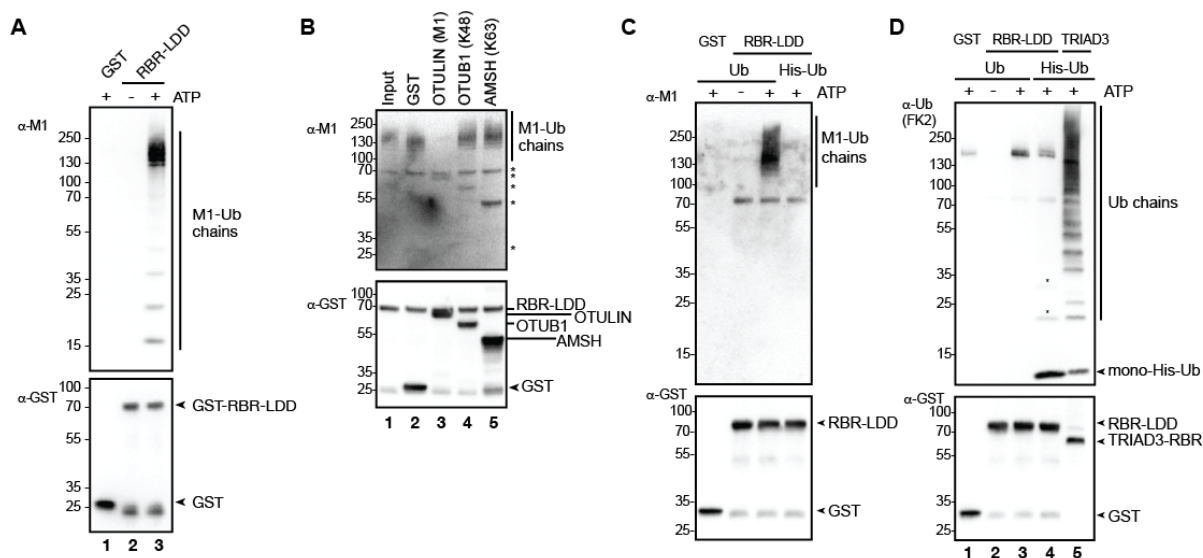 A
GST
RBR-LDD
+ - + ATP
α-M1
250
130
100
70
55
35
25
15
M1-Ub
chains
α-GST
100
70
55
35
25
GST-RBR-LDD
GST
1 2 3
B
Input
GST
OTULIN (M1)
OTUB1 (K48)
AMSH (K63)
α-M1
250
130
100
70
55
35
25
M1-Ub
chains
*
*
*
*
*
α-GST
100
70
55
35
25
RBR-LDD
OTULIN
OTUB1
AMSH
GST
1 2 3 4 5
C
GST RBR-LDD
Ub His-Ub
+ - + + ATP
α-M1
250
130
100
70
55
35
25
15
M1-Ub
chains
α-GST
100
70
55
35
25
RBR-LDD
GST
1 2 3 4
D
GST RBR-LDD TRIAD3
Ub His-Ub
+ - + + + ATP
α-Ub
(FK2)
250
130
100
70
55
35
25
15
*
*
Ub chains
mono-His-Ub
α-GST
100
70
55
35
25
RBR-LDD
TRIAD3-RBR
GST
1 2 3 4 5